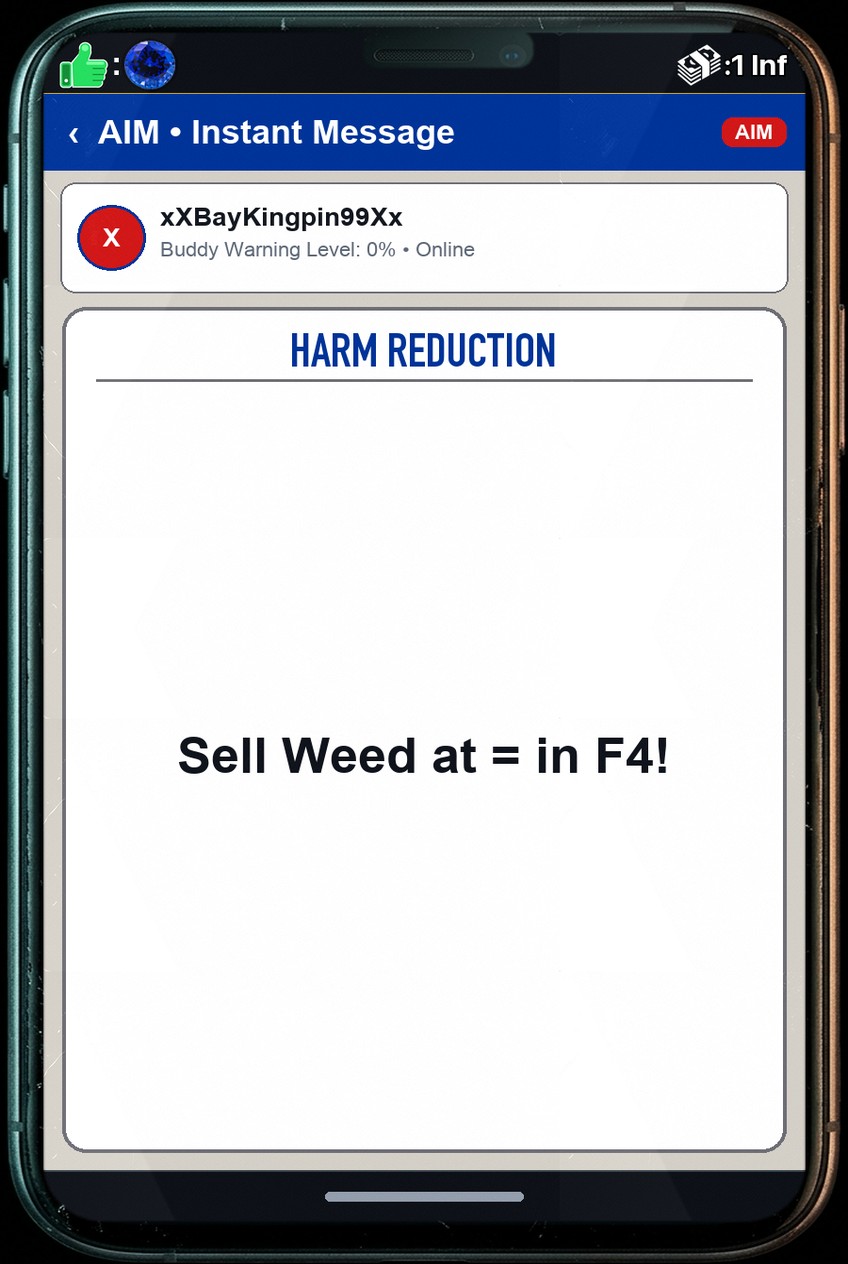 :
:1 Inf
‹ AIM • Instant Message
AIM
X
xXBayKingpin99Xx
Buddy Warning Level: 0% • Online
HARM REDUCTION
Sell Weed at = in F4!